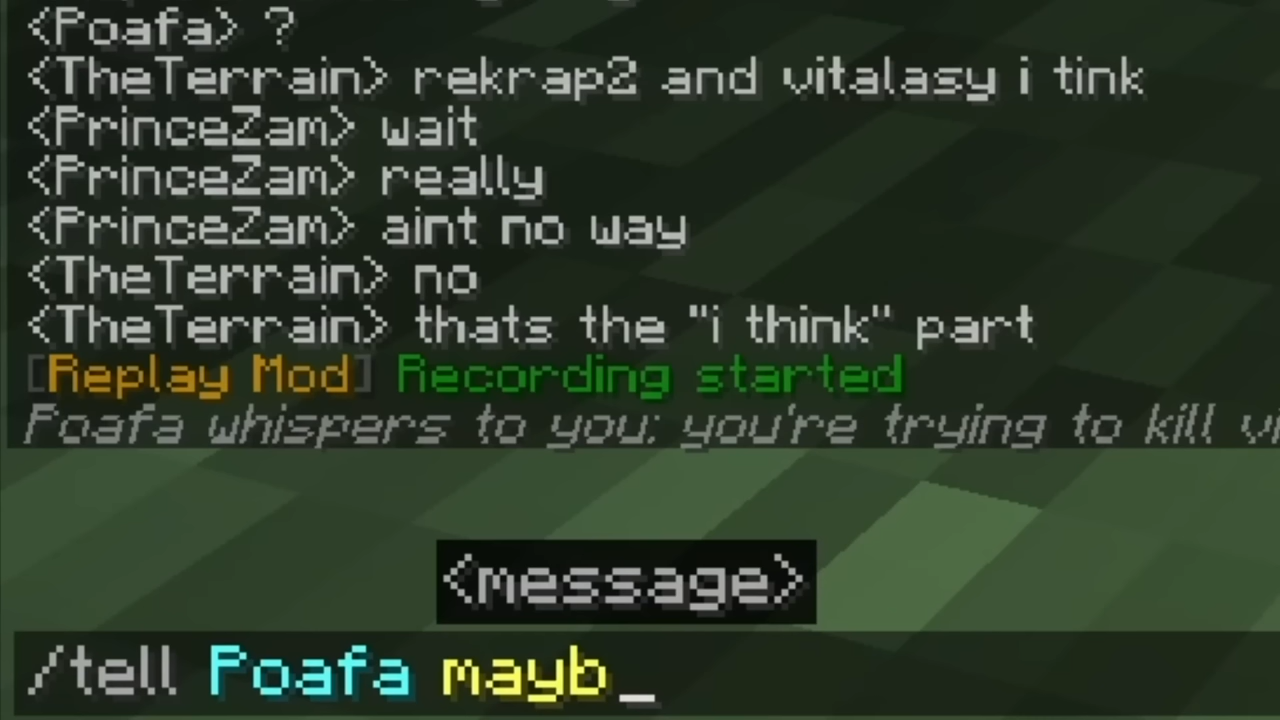 <Poafa> ?
<TheTerrain> rekrap2 and vitalasy i tink
<PrinceZam> wait
<PrinceZam> really
<PrinceZam> aint no way
<TheTerrain> no
<TheTerrain> thats the "i think" part
[Replay Mod] Recording started
Poafa whispers to you: you're trying to kill
<message>
/tell Poafa mayb_